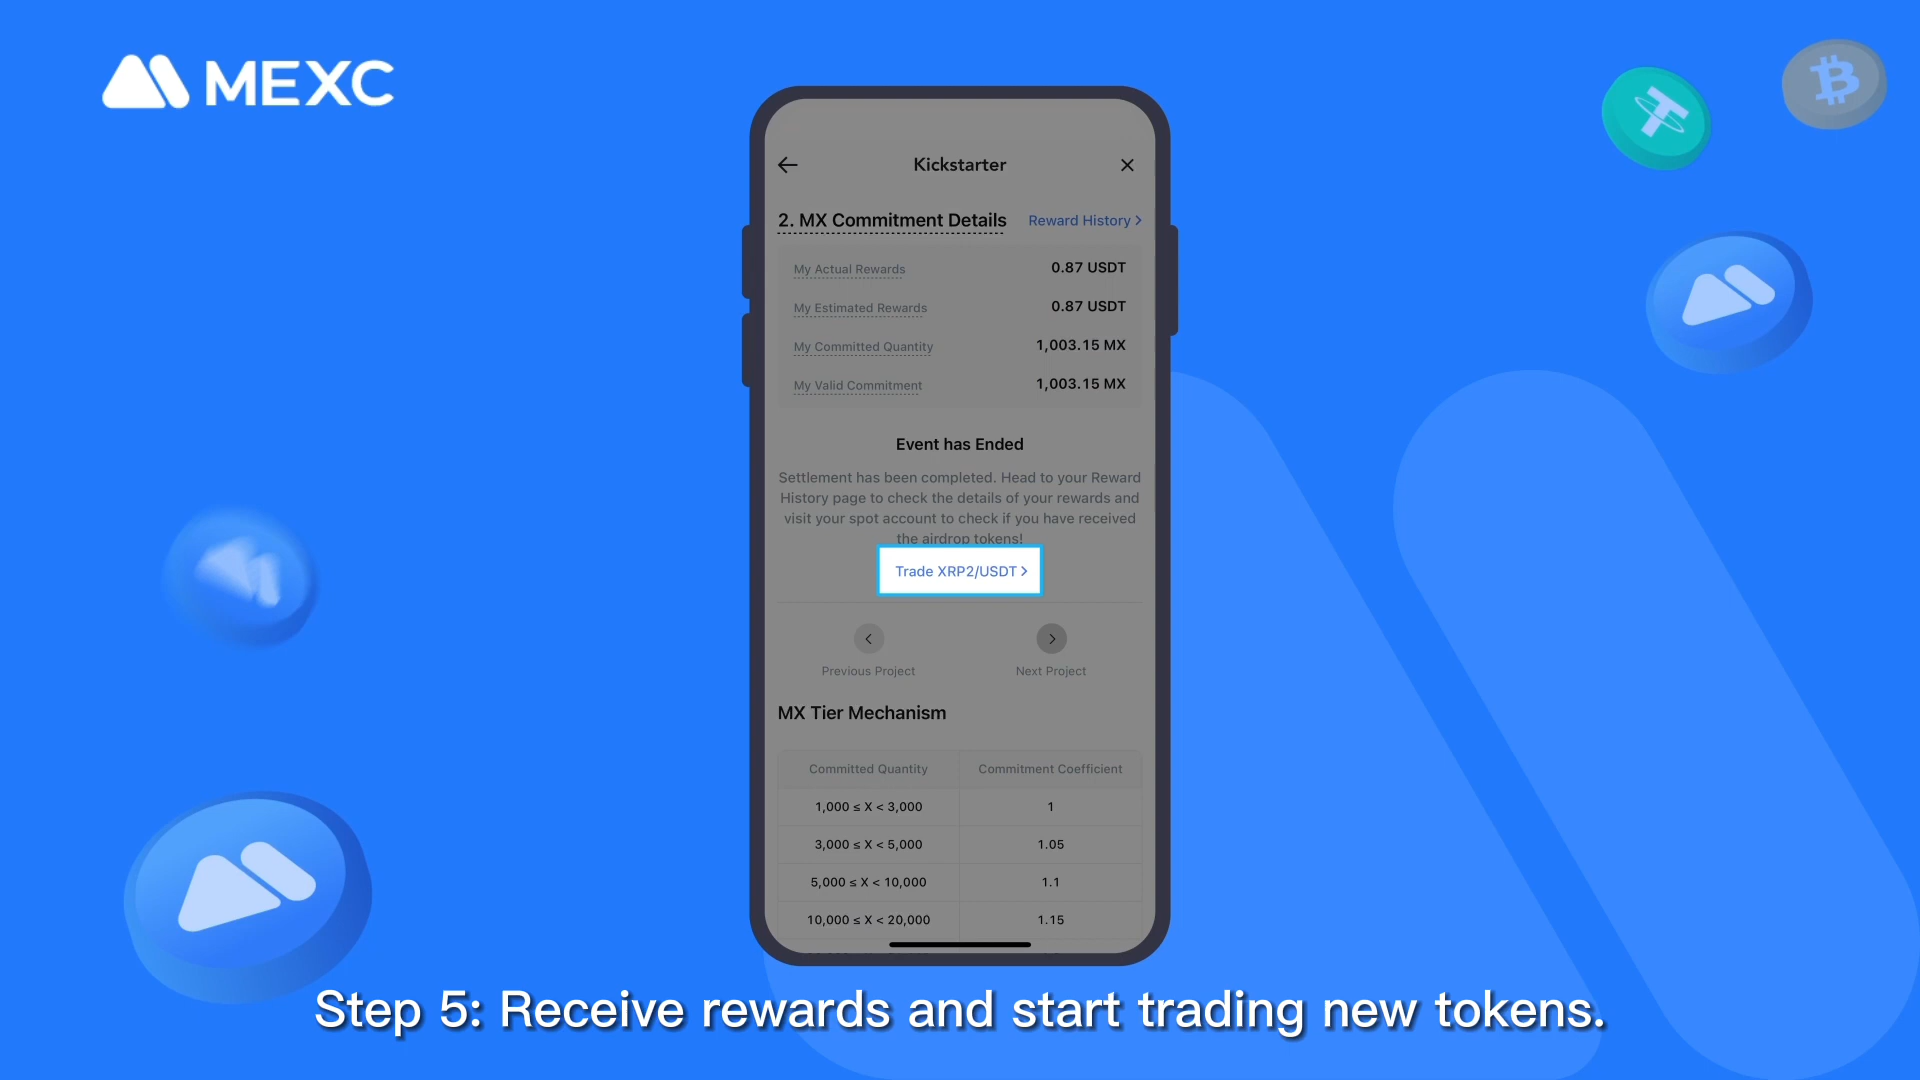 MEXC
Kickstarter
2. MX Commitment Details
Reward History
My Actual Rewards
0.87 USDT
My Estimated Rewards
0.87 USDT
My Committed Quantity
1,003.15 MX
My Valid Commitment
1,003.15 MX
Event has Ended
Settlement has been completed. Head to your Reward
History page to check the details of your rewards and
visit your spot account to check if you have received
the airdrop tokens!
Trade XRP2/USDT
Previous Project
Next Project
MX Tier Mechanism
Committed Quantity
Commitment Coefficient
1,000 ≤ X < 3,000
1
3,000 ≤ X < 5,000
1.05
5,000 ≤ X < 10,000
1.1
10,000 ≤ X < 20,000
1.15
Step 5: Receive rewards and start trading new tokens.